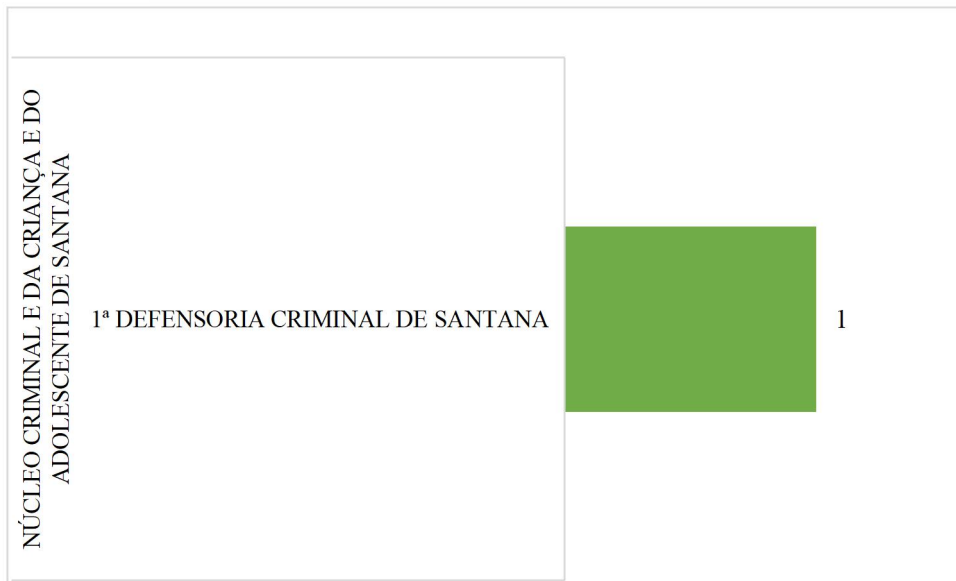 NÚCLEO CRIMINAL E DA CRIANÇA E DO
ADOLESCENTE DE SANTANA
1ª DEFENSORIA CRIMINAL DE SANTANA
1